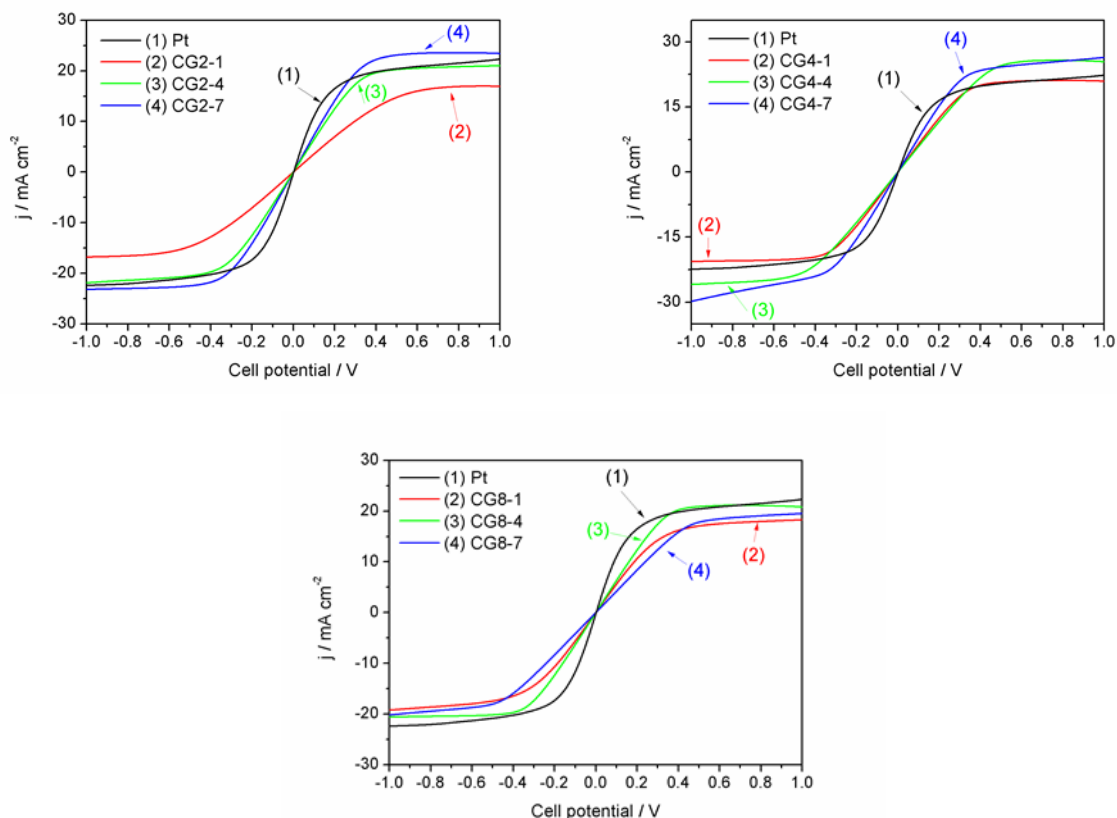 30
20
10
0
-10
-20
-30
j / mA cm-2
(1) Pt
(2) CG2-1
(3) CG2-4
(4) CG2-7
(1)
(4)
(3)
(2)
-1.0 -0.8 -0.6 -0.4 -0.2 0.0 0.2 0.4 0.6 0.8 1.0
Cell potential / V
30
15
0
-15
-30
j / mA cm-2
(1) Pt
(2) CG4-1
(3) CG4-4
(4) CG4-7
(4)
(1)
(2)
(3)
-1.0 -0.8 -0.6 -0.4 -0.2 0.0 0.2 0.4 0.6 0.8 1.0
Cell potential / V
30
20
10
0
-10
-20
-30
j / mA cm-2
(1) Pt
(2) CG8-1
(3) CG8-4
(4) CG8-7
(1)
(3)
(2)
(4)
-1.0 -0.8 -0.6 -0.4 -0.2 0.0 0.2 0.4 0.6 0.8 1.0
Cell potential / V